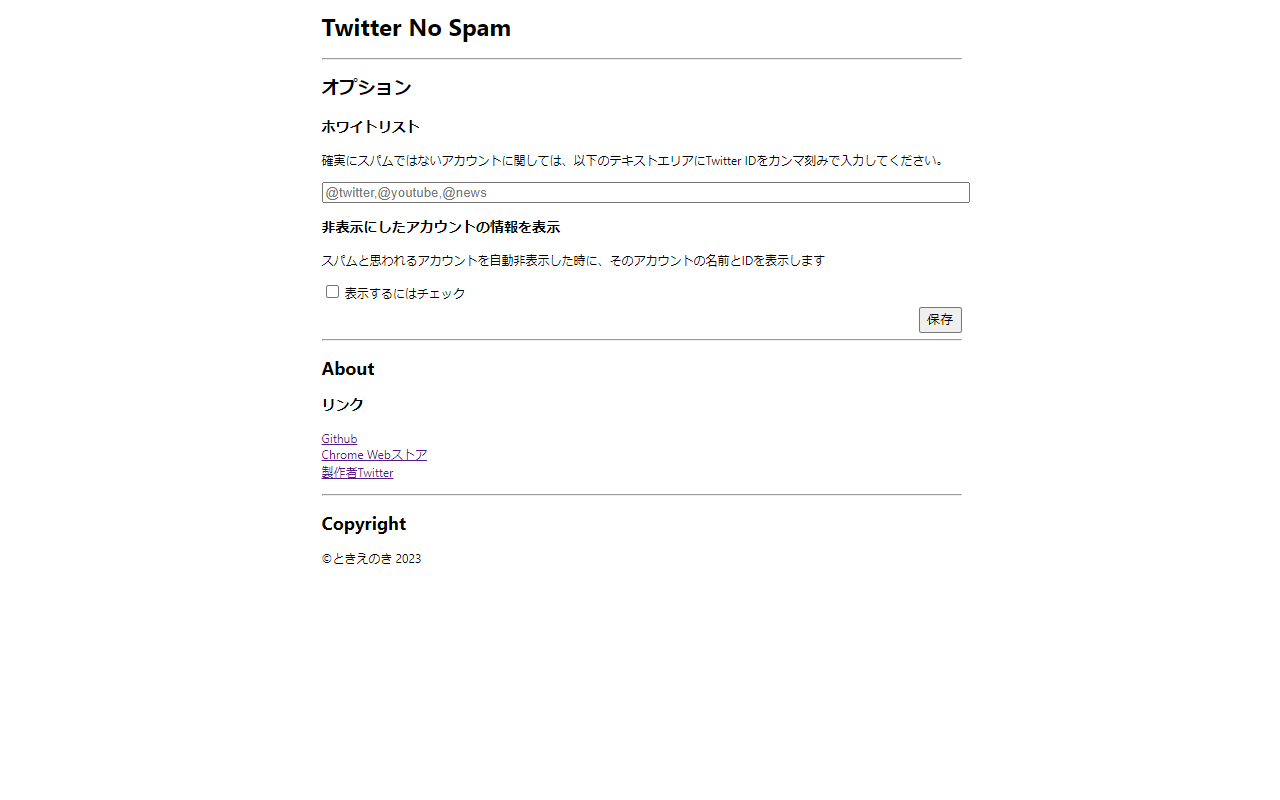 Twitter No Spam
オプション
ホワイトリスト
確実にスパムではないアカウントに関しては、以下のテキストエリアにTwitter IDをカンマ刻みで入力してください。
@twitter,@youtube,@news
非表示にしたアカウントの情報を表示
スパムと思われるアカウントを自動非表示した時に、そのアカウントの名前とIDを表示します
表示するにはチェック
保存
About
リンク
Github
Chrome Webストア
製作者Twitter
Copyright
©ときえのき 2023